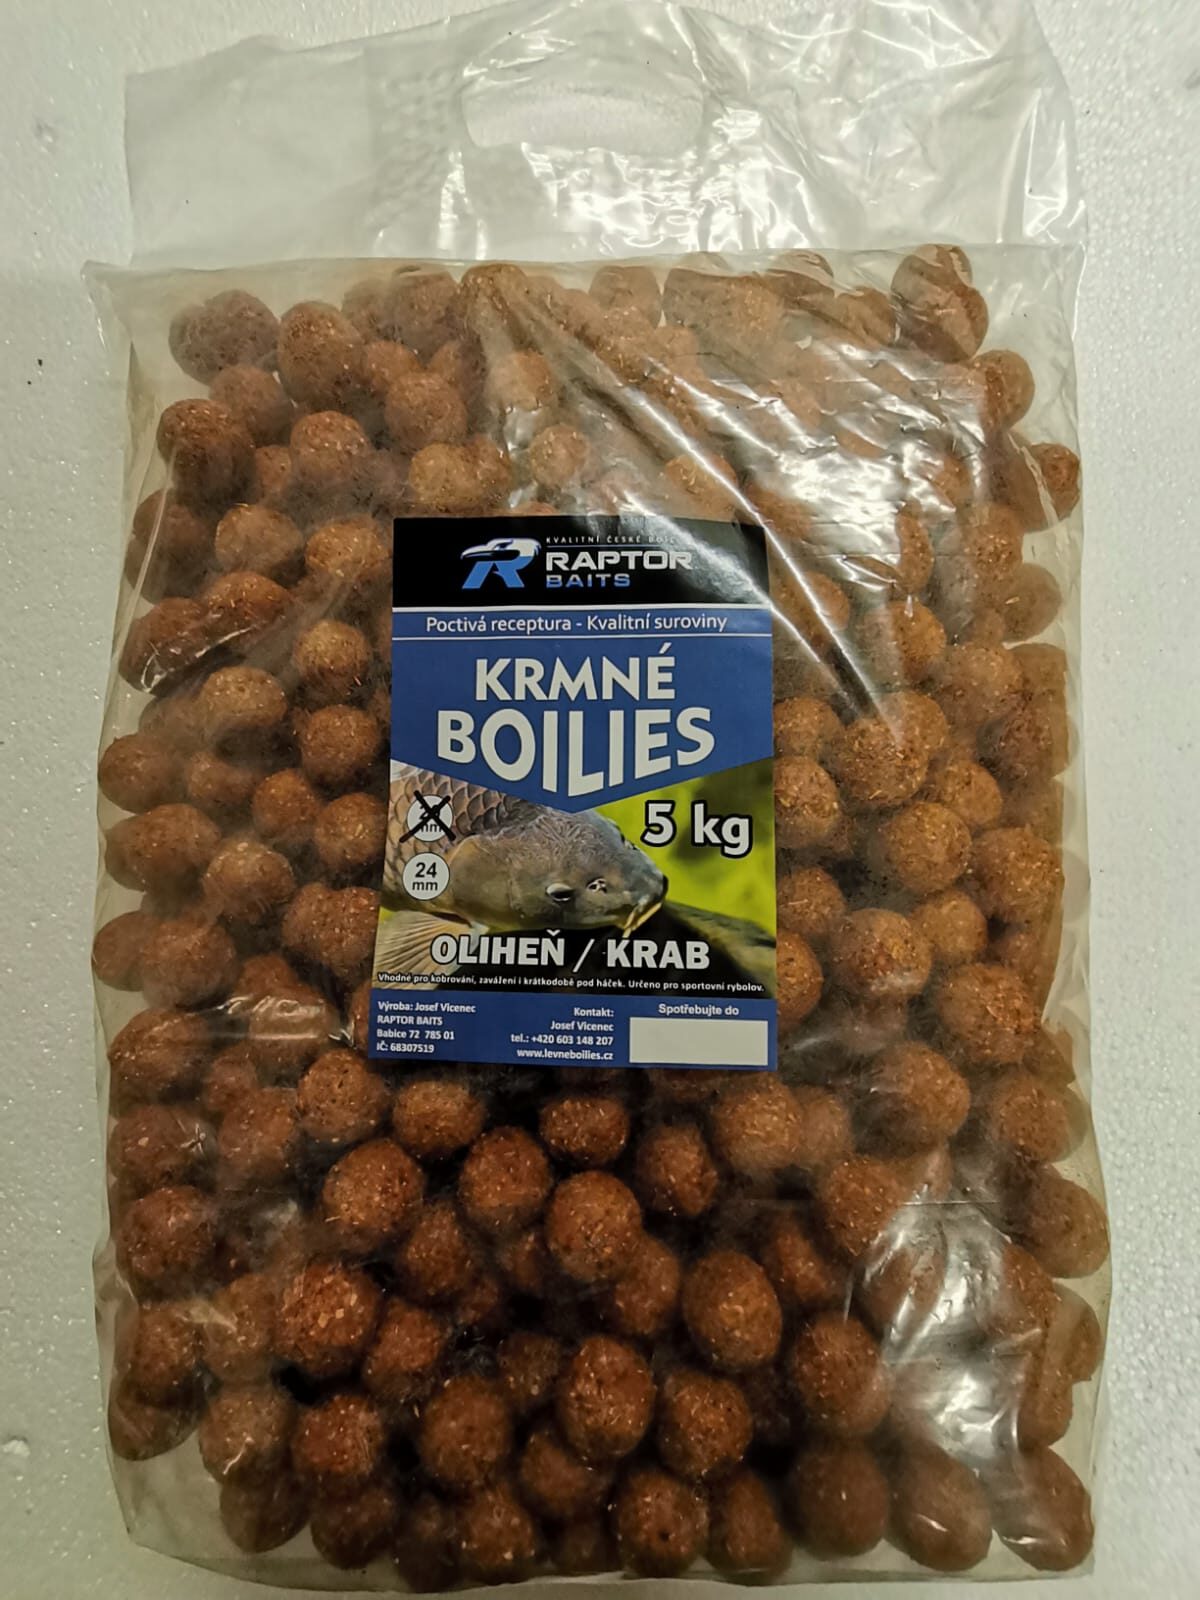 KVALITNÍ ČESKÉ
RAPTOR
BAITS
Poctivá receptura - Kvalitní suroviny
KRMNÉ
BOILIES
5 kg
mm
24
mm
OLIHEŇ / KRAB
Vhodné pro kobrování, zavážení i krátkodobě pod háček. Určeno pro sportovní rybolov.
Výroba: Josef Vicenec
RAPTOR BAITS
Babice 72 785 01
IČ: 68307519
Kontakt:
Josef Vicenec
tel.: +420 603 148 207
www.levneboilies.cz
Spotřebujte do